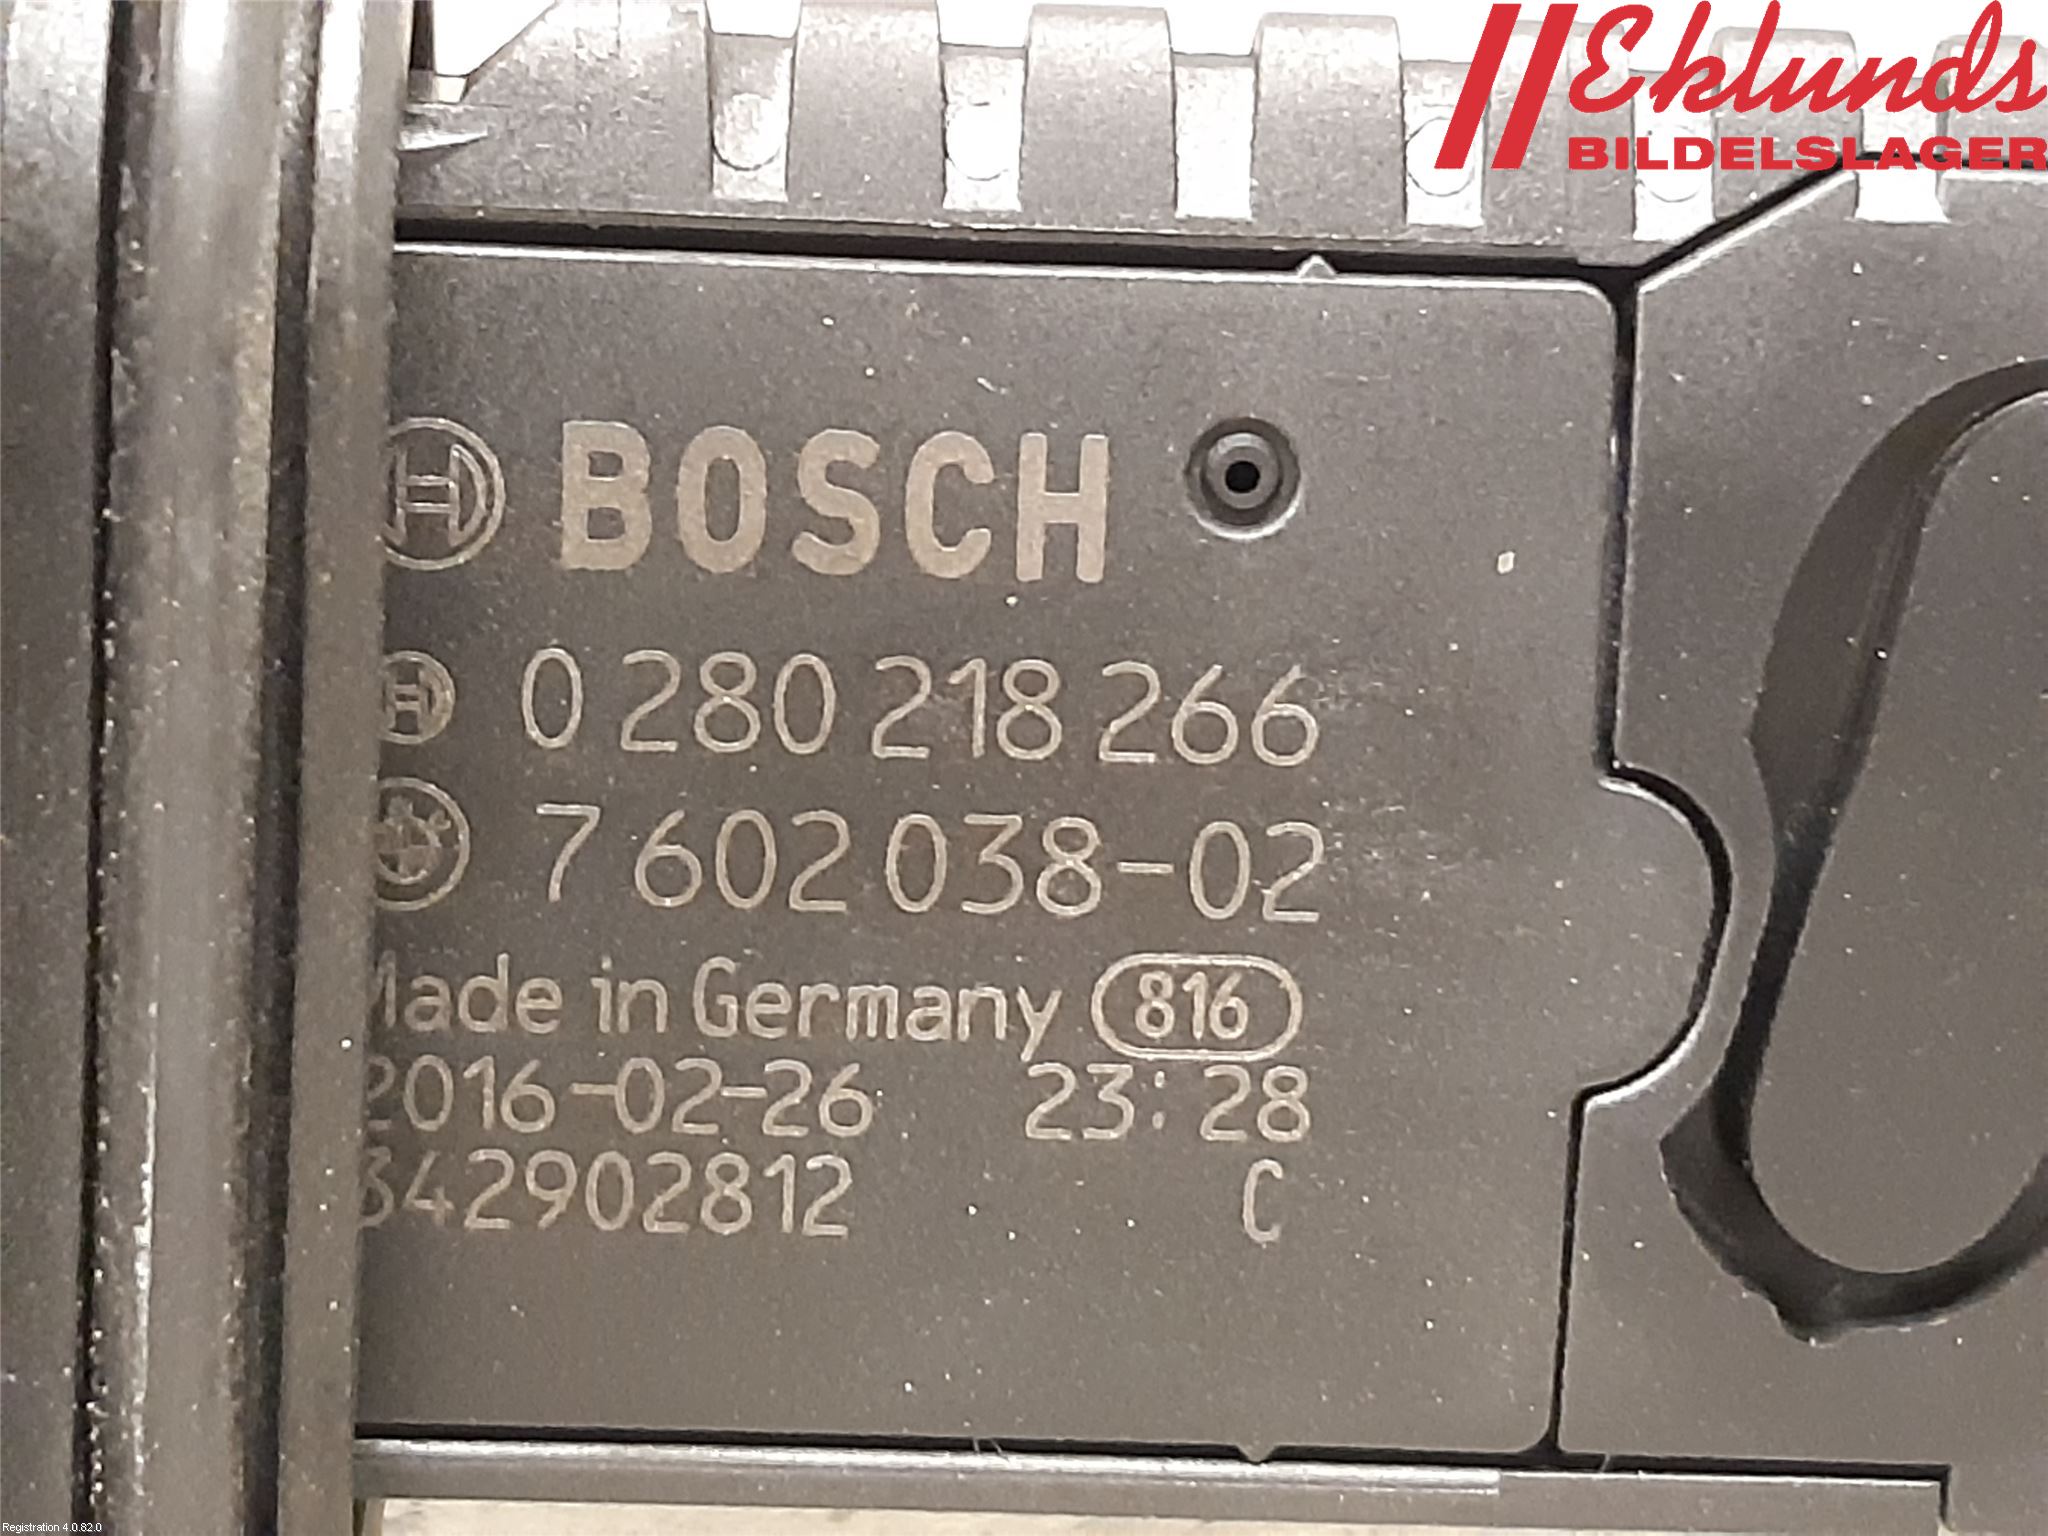 Eklunds
BILDELSLAGER
BOSCH
0 280 218 266
7 602 038-02
Made in Germany 816
2016-02-26 23:28
342902812 C
Registration 4.0.82.0